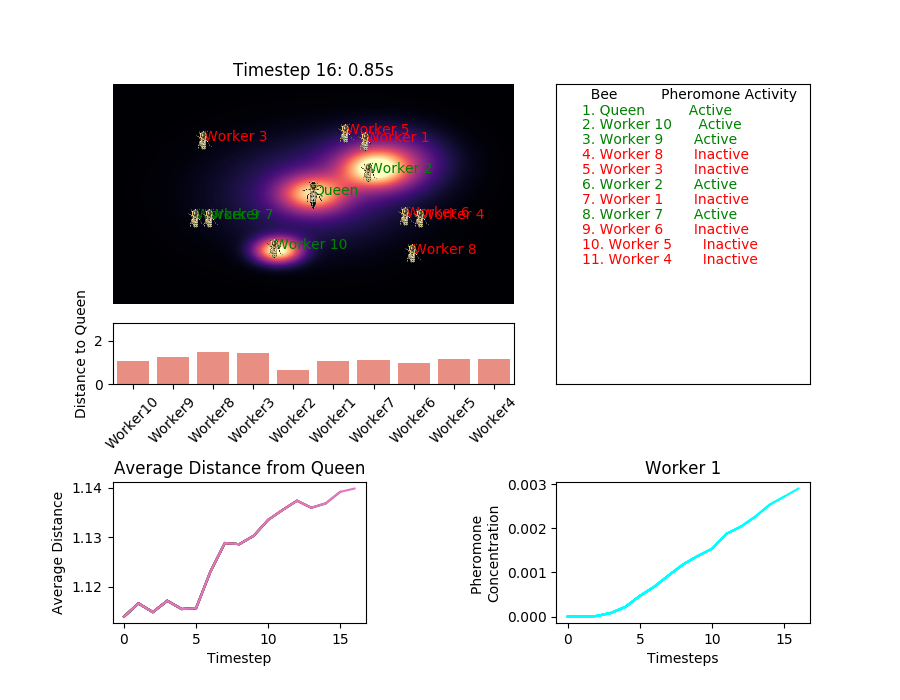 Timestep 16: 0.85s
Worker 3
Worker 5
Worker 1
Worker 2
Queen
Worker 9
Worker 7
Worker 6
Worker 4
Worker 10
Worker 8
Bee Pheromone Activity
1. Queen Active
2. Worker 10 Active
3. Worker 9 Active
4. Worker 8 Inactive
5. Worker 3 Inactive
6. Worker 2 Active
7. Worker 1 Inactive
8. Worker 7 Active
9. Worker 6 Inactive
10. Worker 5 Inactive
11. Worker 4 Inactive
Distance to Queen
2
0
Worker10
Worker9
Worker8
Worker3
Worker2
Worker1
Worker7
Worker6
Worker5
Worker4
Average Distance from Queen
Average Distance
1.14
1.13
1.12
0 5 10 15
Timestep
Worker 1
Pheromone
Concentration
0.003
0.002
0.001
0.000
0 5 10 15
Timesteps